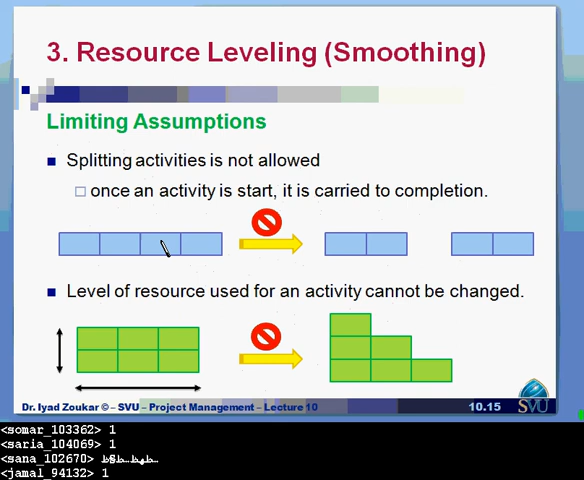 3. Resource Leveling (Smoothing)
Limiting Assumptions
Splitting activities is not allowed
once an activity is start, it is carried to completion.
Level of resource used for an activity cannot be changed.
Dr. Iyad Zoukar © – SVU – Project Management – Lecture 10
10.15
SVU
<somar_103362> 1
<saria_104069> 1
<sana_102670>
<jamal_94132> 1